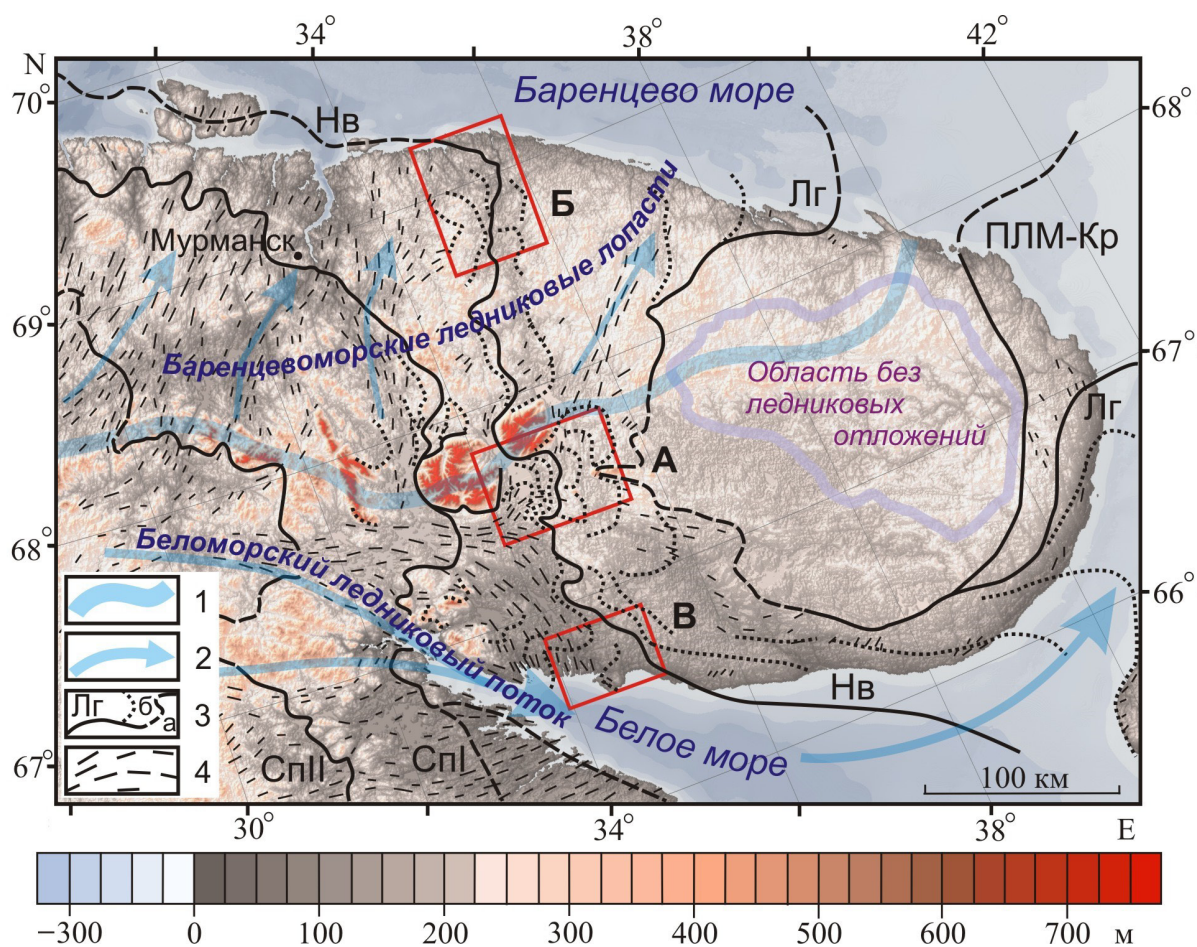 34° 38° 42°
N
70°
68°
Баренцево море
Нв
Лг
Б
ПЛМ-Кр
Мурманск
69°
67°
Баренцевоморские ледниковые лопасти
Область без
ледниковых
отложений
Лг
А
68°
66°
Беломорский ледниковый поток
1
2
Лг б а 3
4
В
Нв
Белое море
СпII
СпI
67°
100 км
30° 34° 38° E
−300 0 100 200 300 400 500 600 700 м